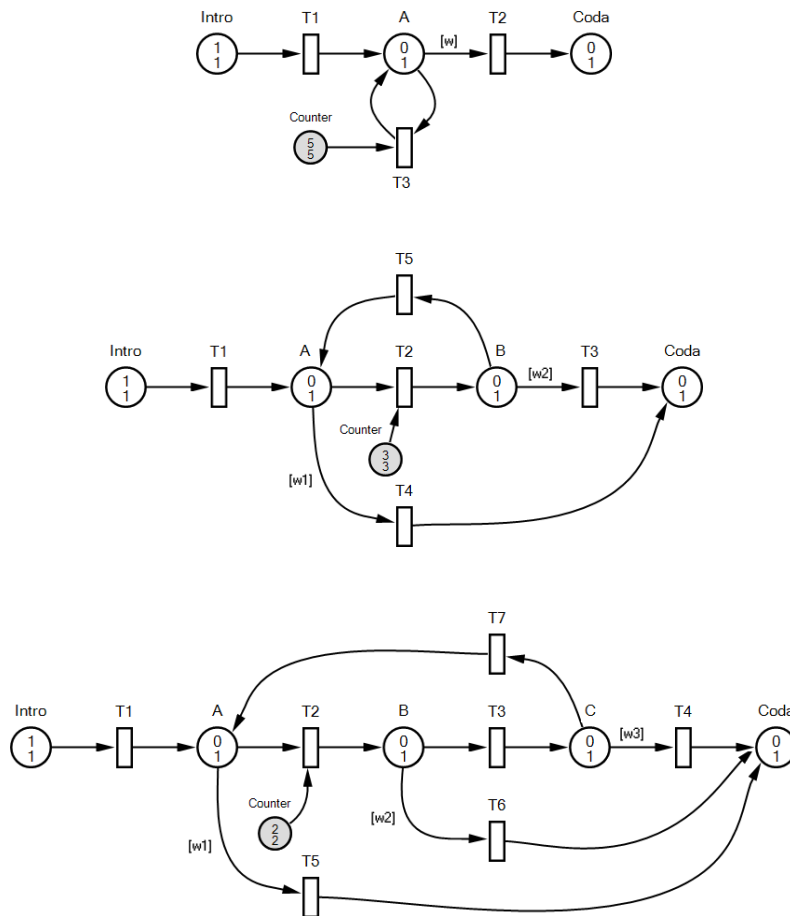 Intro T1 A T2 Coda
[w]
1 0 0
1 1 1
Counter
5
5
T3
T5
Intro T1 A T2 B T3 Coda
[w2]
1 0 0 0
1 1 1 1
Counter
3
3
[w1]
T4
T7
Intro T1 A T2 B T3 C T4 Coda
[w3]
1 0 0 0 0
1 1 1 1 1
Counter
2
2
[w2]
T6
[w1]
T5